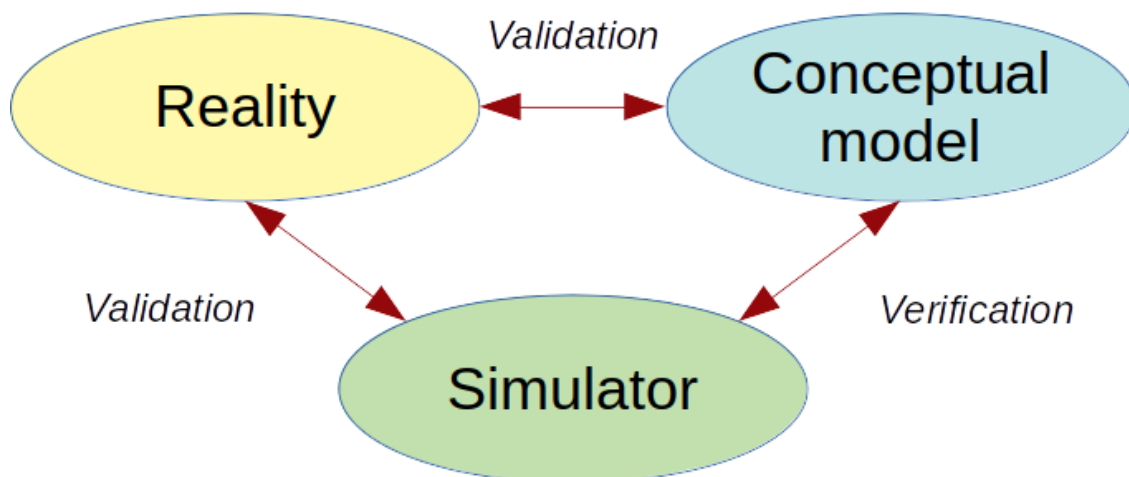 Validation
Reality
Conceptual
model
Validation
Verification
Simulator